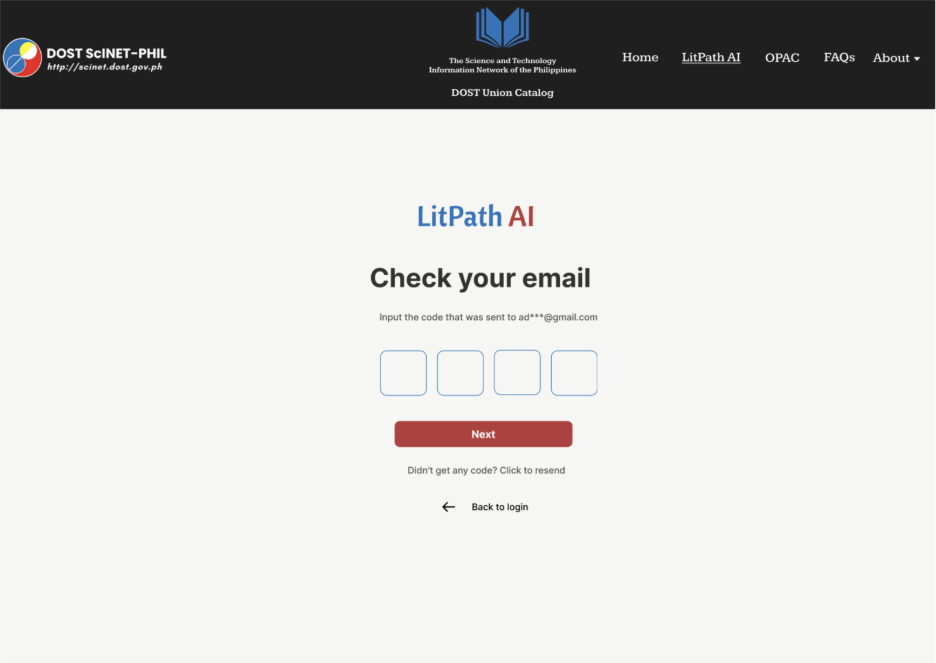 DOST ScINET-PHIL
http://scinet.dost.gov.ph
The Science and Technology
Information Network of the Philippines
DOST Union Catalog
Home
LitPath AI
OPAC
FAQs
About
LitPath AI
Check your email
Input the code that was sent to ad***@gmail.com
Next
Didn't get any code? Click to resend
Back to login